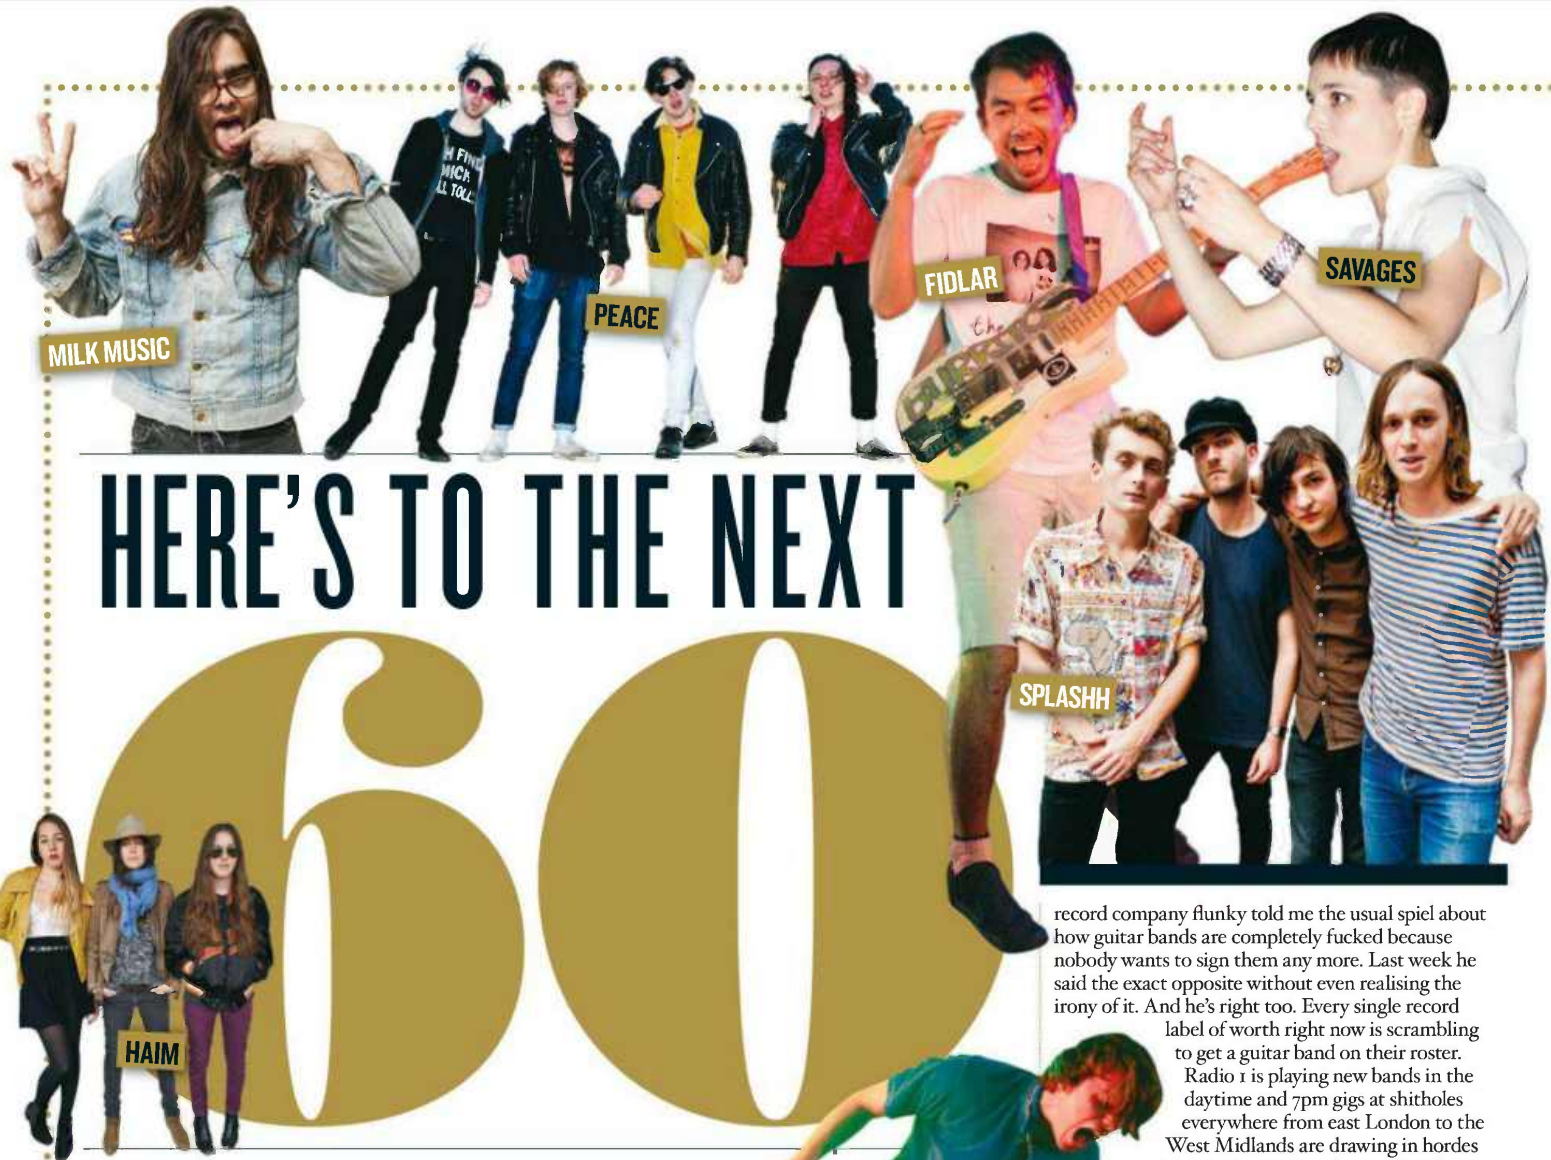 MILK MUSIC
PEACE
FIDLAR
SAVAGES
HERE'S TO THE NEXT
60
SPLASHH
HAIM
record company flunky told me the usual spiel about
how guitar bands are completely fucked because
nobody wants to sign them any more. Last week he
said the exact opposite without even realising the
irony of it. And he's right too. Every single record
label of worth right now is scrambling
to get a guitar band on their roster.
Radio 1 is playing new bands in the
daytime and 7pm gigs at shitholes
everywhere from east London to the
West Midlands are drawing in hordes